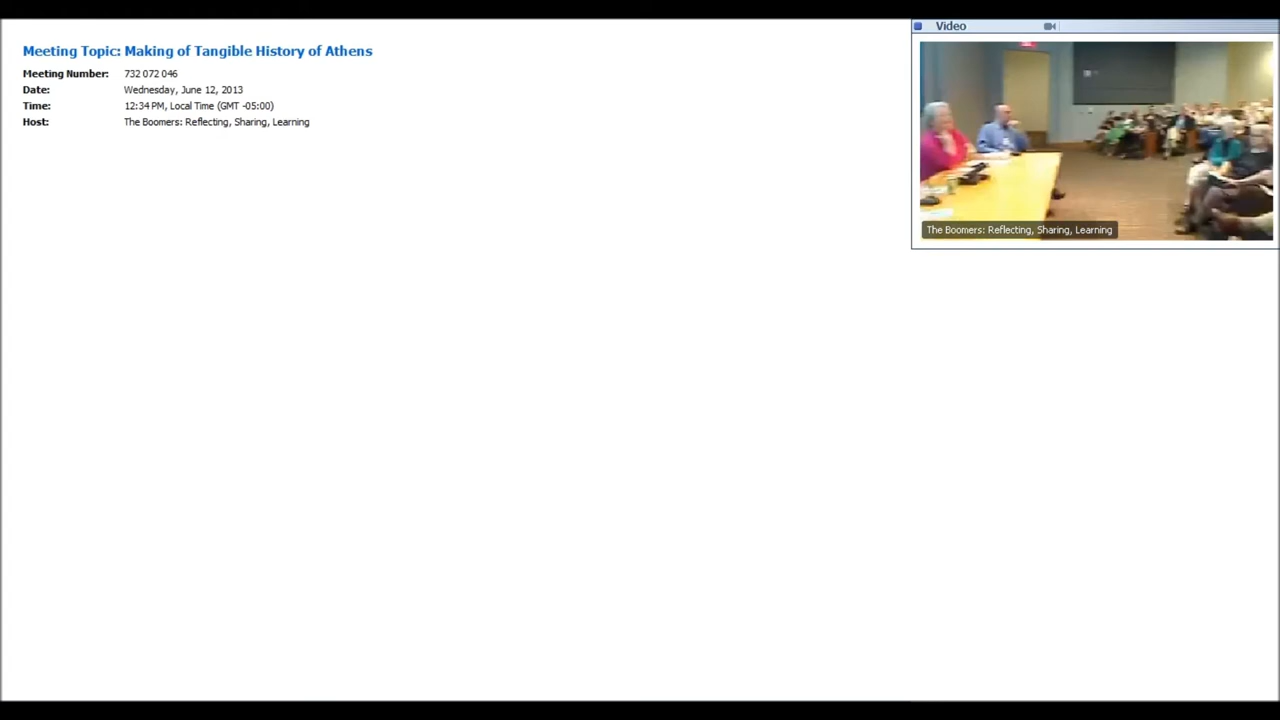 Meeting Topic: Making of Tangible History of Athens
Meeting Number: 732 072 046
Date: Wednesday, June 12, 2013
Time: 12:34 PM, Local Time (GMT -05:00)
Host: The Boomers: Reflecting, Sharing, Learning
Video
The Boomers: Reflecting, Sharing, Learning